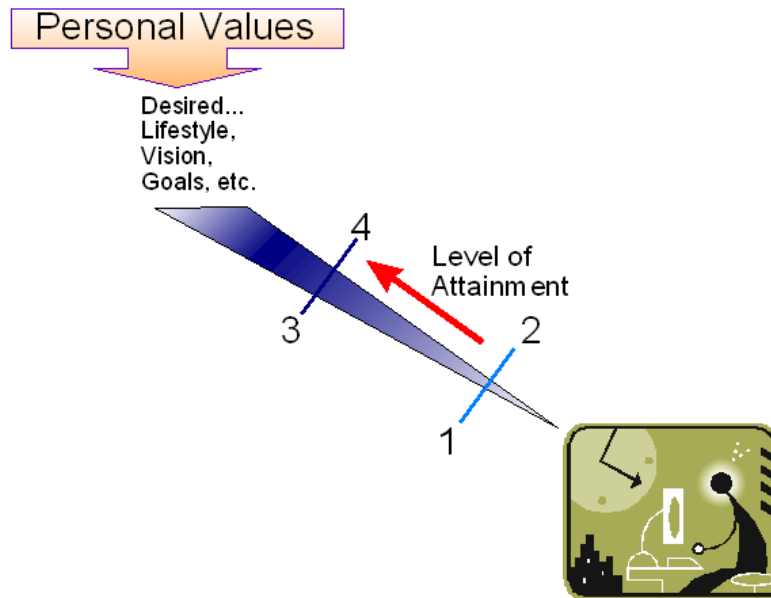 Personal Values
Desired...
Lifestyle,
Vision,
Goals, etc.
4
Level of
Attainment
3
2
1